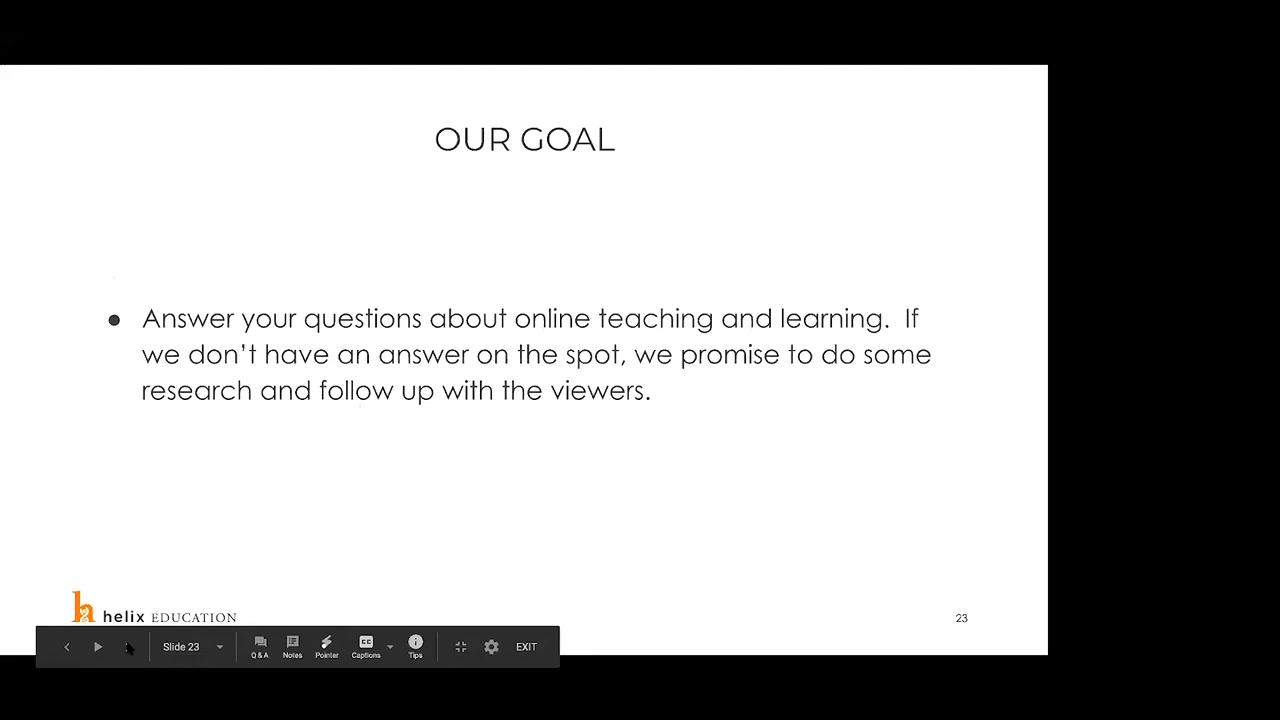 OUR GOAL
● Answer your questions about online teaching and learning.  If
we don’t have an answer on the spot, we promise to do some
research and follow up with the viewers.
helix EDUCATION
23
Slide 23
Q & A
Notes
Pointer
CC
Captions
Tips
EXIT